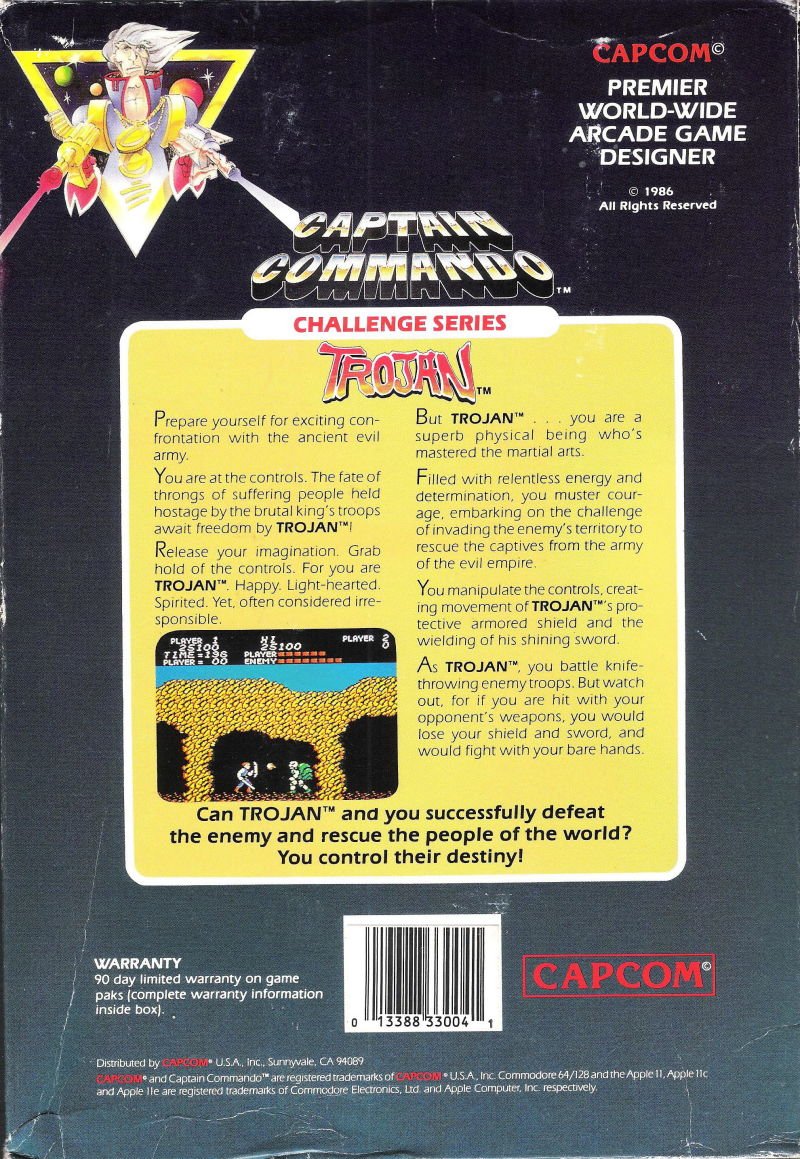 CAPCOM©
PREMIER
WORLD-WIDE
ARCADE GAME
DESIGNER
© 1986
All Rights Reserved
CAPTAIN
COMMANDO™
CHALLENGE SERIES
TROJAN™
Prepare yourself for exciting con-
frontation with the ancient evil
army.
You are at the controls. The fate of
throngs of suffering people held
hostage by the brutal king's troops
await freedom by TROJAN™!
Release your imagination. Grab
hold of the controls. For you are
TROJAN™. Happy. Light-hearted.
Spirited. Yet, often considered irre-
sponsible.
PLAYER 1 HI PLAYER 2
25100 25100 0
TIME=196 PLAYER
PLAYER= 00 ENEMY
But TROJAN™ . . . you are a
superb physical being who's
mastered the martial arts.
Filled with relentless energy and
determination, you muster cour-
age, embarking on the challenge
of invading the enemy's territory to
rescue the captives from the army
of the evil empire.
You manipulate the controls, creat-
ing movement of TROJAN™'s pro-
tective armored shield and the
wielding of his shining sword.
As TROJAN™, you battle knife-
throwing enemy troops. But watch
out, for if you are hit with your
opponent's weapons, you would
lose your shield and sword, and
would fight with your bare hands.
Can TROJAN™ and you successfully defeat
the enemy and rescue the people of the world?
You control their destiny!
WARRANTY
90 day limited warranty on game
paks (complete warranty information
inside box).
0 13388 33004 1
CAPCOM©
Distributed by CAPCOM® U.S.A., Inc., Sunnyvale, CA 94089
CAPCOM® and Captain Commando™ are registered trademarks of CAPCOM® U.S.A., Inc. Commodore 64/128 and the Apple 11, Apple 11c
and Apple 11e are registered trademarks of Commodore Electronics, Ltd. and Apple Computer, Inc. respectively.